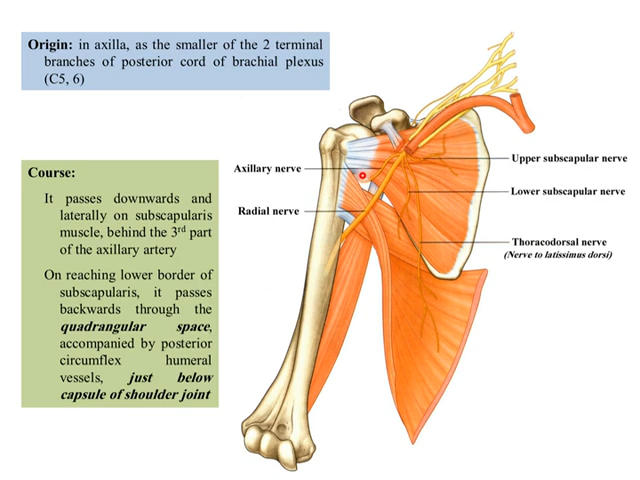 Origin: in axilla, as the smaller of the 2 terminal
branches of posterior cord of brachial plexus
(C5, 6)
Course:
It passes downwards and
laterally on subscapularis
muscle, behind the 3rd part
of the axillary artery
On reaching lower border of
subscapularis, it passes
backwards through the
quadrangular space,
accompanied by posterior
circumflex humeral
vessels, just below
capsule of shoulder joint
Axillary nerve
Radial nerve
Upper subscapular nerve
Lower subscapular nerve
Thoracodorsal nerve
(Nerve to latissimus dorsi)